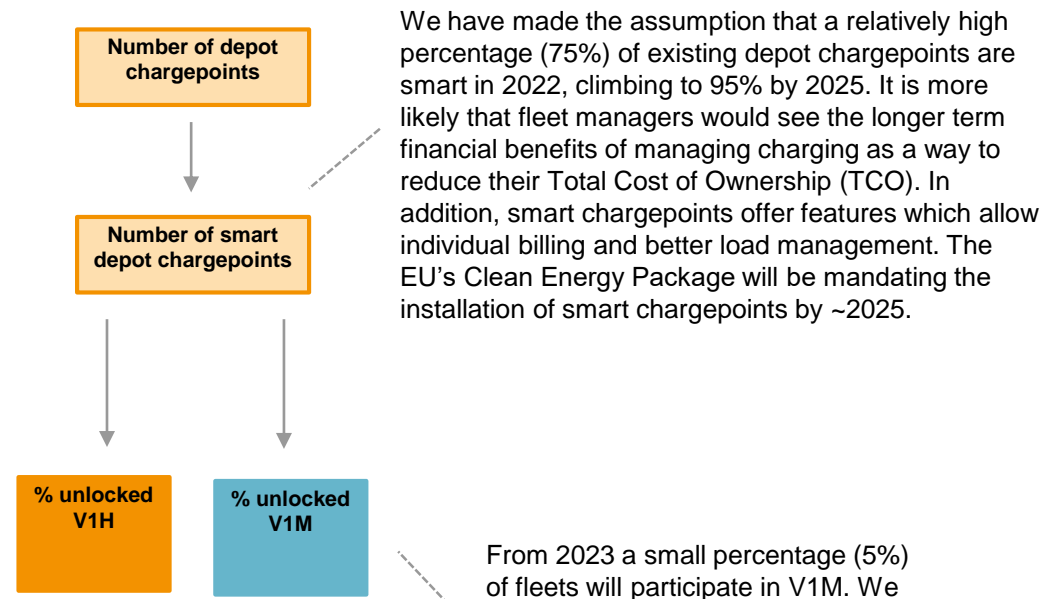 Number of depot
chargepoints
We have made the assumption that a relatively high
percentage (75%) of existing depot chargepoints are
smart in 2022, climbing to 95% by 2025. It is more
likely that fleet managers would see the longer term
financial benefits of managing charging as a way to
reduce their Total Cost of Ownership (TCO). In
addition, smart chargepoints offer features which allow
individual billing and better load management. The
EU’s Clean Energy Package will be mandating the
installation of smart chargepoints by ~2025.
Number of smart
depot chargepoints
% unlocked
V1H
% unlocked
V1M
From 2023 a small percentage (5%)
of fleets will participate in V1M. We